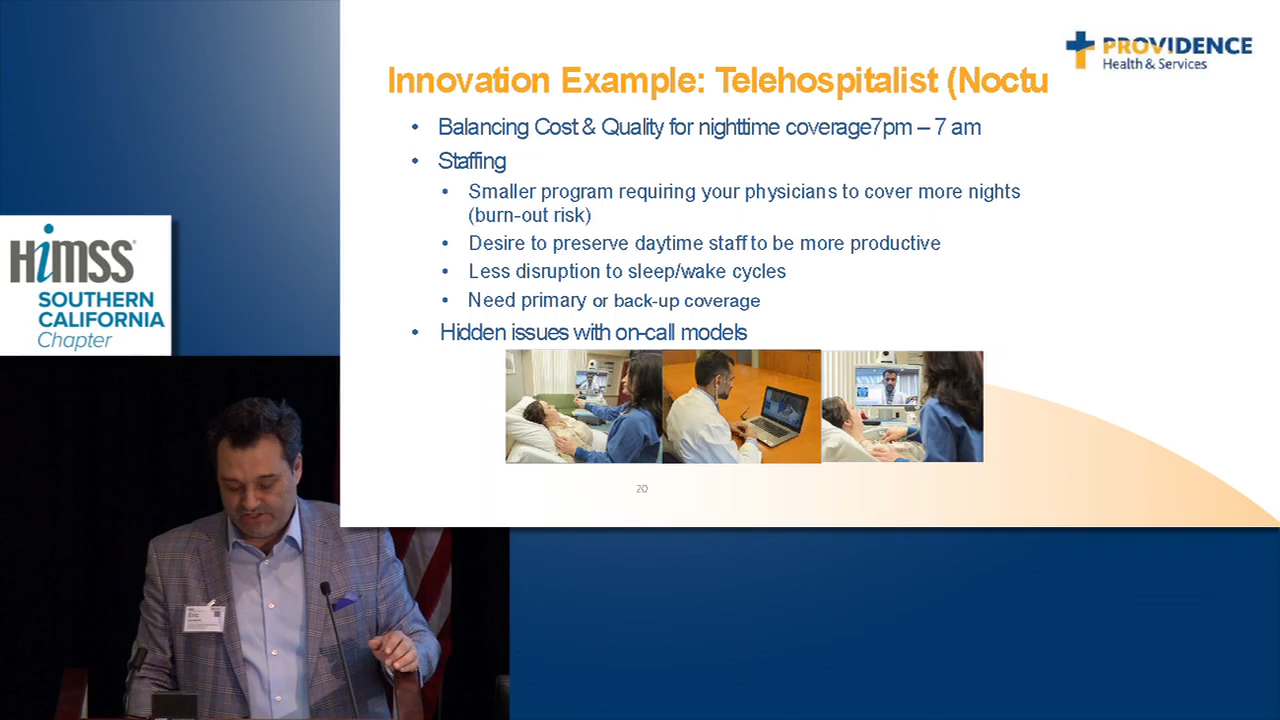 PROVIDENCE
Health & Services
Innovation Example: Telehospitalist (Noctu
• Balancing Cost & Quality for nighttime coverage7pm – 7 am
• Staffing
• Smaller program requiring your physicians to cover more nights
(burn-out risk)
• Desire to preserve daytime staff to be more productive
• Less disruption to sleep/wake cycles
• Need primary or back-up coverage
• Hidden issues with on-call models
20
HiMSS®
SOUTHERN
CALIFORNIA
Chapter
Eric